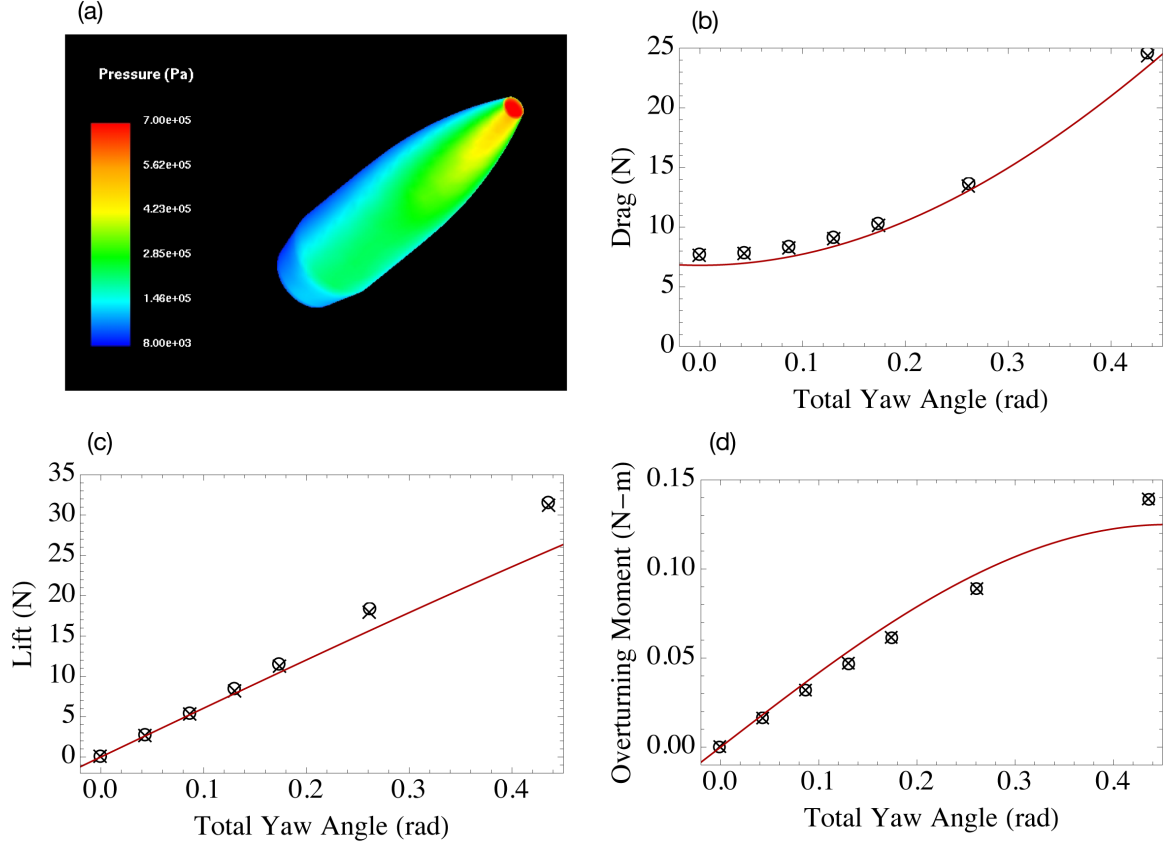 (a)
Pressure (Pa)
7.00e+05
5.62e+05
4.23e+05
2.85e+05
1.46e+05
8.00e+03
(b)
25
20
15
10
5
0
Drag (N)
0.0 0.1 0.2 0.3 0.4
Total Yaw Angle (rad)
(c)
35
30
25
20
15
10
5
0
Lift (N)
0.0 0.1 0.2 0.3 0.4
Total Yaw Angle (rad)
(d)
0.15
0.10
0.05
0.00
Overturning Moment (N-m)
0.0 0.1 0.2 0.3 0.4
Total Yaw Angle (rad)